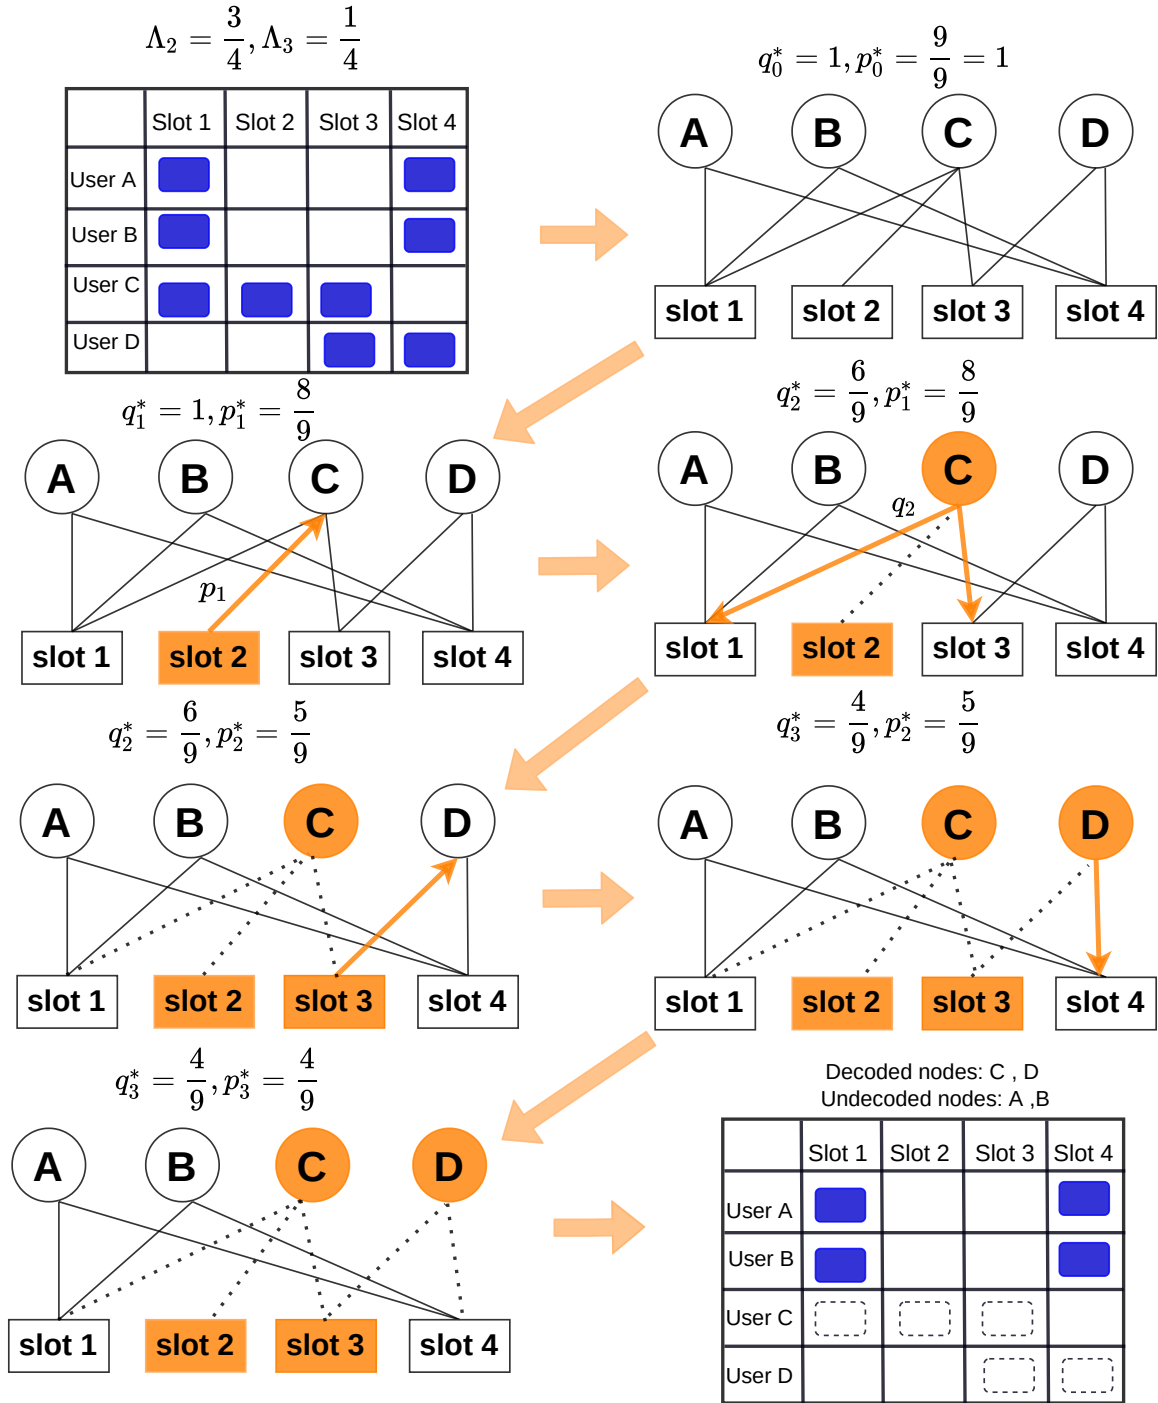 Λ₂ = 3/4, Λ₃ = 1/4
Slot 1 Slot 2 Slot 3 Slot 4
User A
User B
User C
User D
q₀* = 1, p₀* = 9/9 = 1
A B C D
slot 1 slot 2 slot 3 slot 4
q₁* = 1, p₁* = 8/9
A B C D
p₁
slot 1 slot 2 slot 3 slot 4
q₂* = 6/9, p₁* = 8/9
A B C D
q₂
slot 1 slot 2 slot 3 slot 4
q₂* = 6/9, p₂* = 5/9
A B C D
slot 1 slot 2 slot 3 slot 4
q₃* = 4/9, p₂* = 5/9
A B C D
slot 1 slot 2 slot 3 slot 4
q₃* = 4/9, p₃* = 4/9
A B C D
slot 1 slot 2 slot 3 slot 4
Decoded nodes: C , D
Undecoded nodes: A ,B
Slot 1 Slot 2 Slot 3 Slot 4
User A
User B
User C
User D